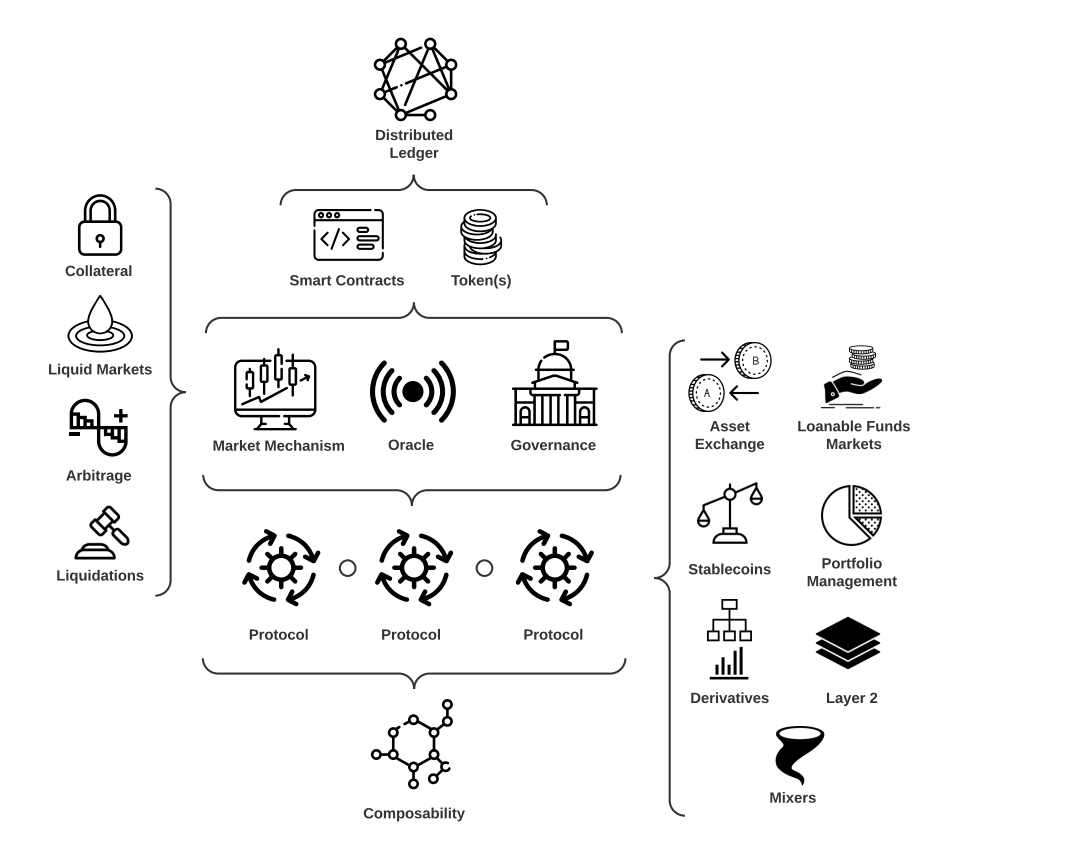 Distributed
Ledger
Smart Contracts
Token(s)
Collateral
Liquid Markets
Arbitrage
Liquidations
Market Mechanism
Oracle
Governance
Protocol
Protocol
Protocol
Composability
B
A
Asset
Exchange
Loanable Funds
Markets
Stablecoins
Portfolio
Management
Derivatives
Layer 2
Mixers